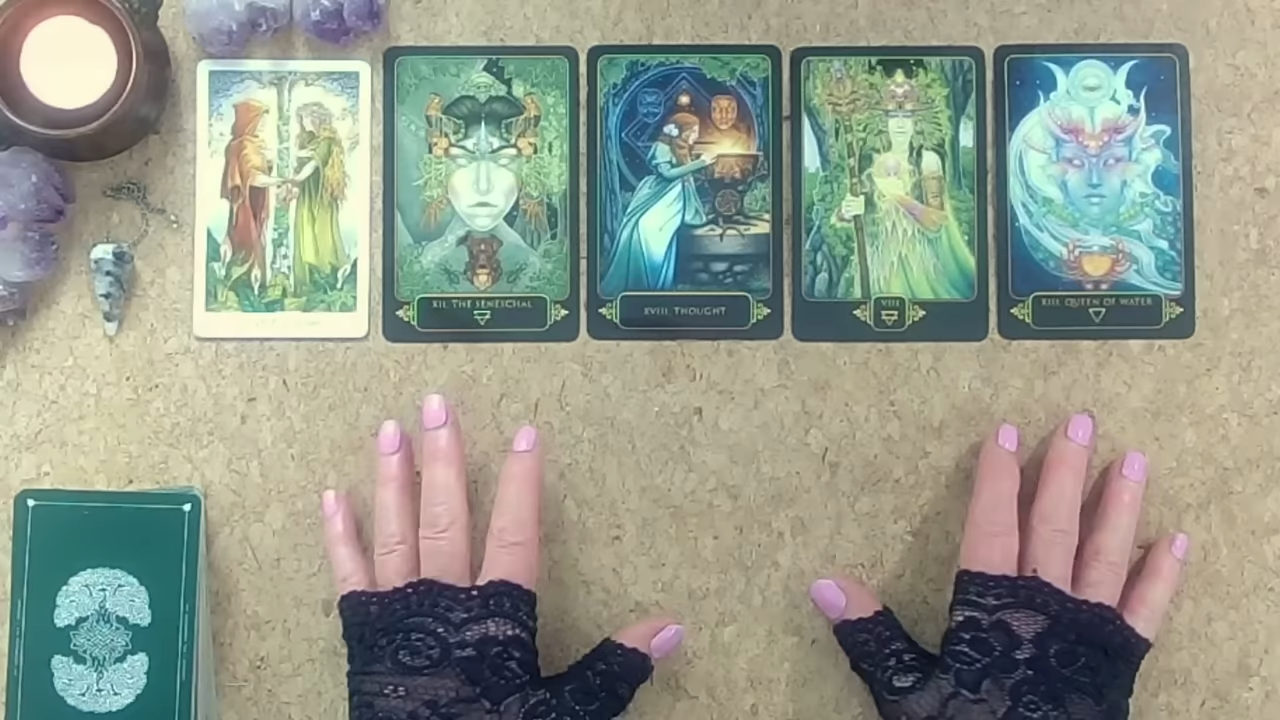 XII. THE SENESCHAL
XVIII. THOUGHT
VIII
XIII. QUEEN OF WATER